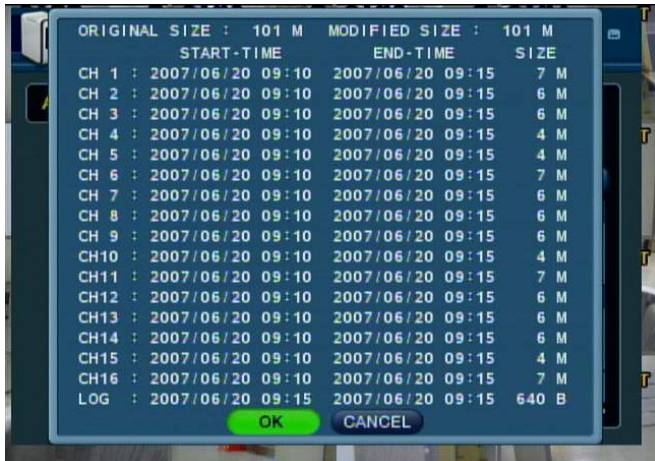 ORIGINAL SIZE : 101 M MODIFIED SIZE : 101 M
START-TIME END-TIME SIZE
CH 1 : 2007/06/20 09:10 2007/06/20 09:15 7 M
CH 2 : 2007/06/20 09:10 2007/06/20 09:15 6 M
CH 3 : 2007/06/20 09:10 2007/06/20 09:15 6 M
CH 4 : 2007/06/20 09:10 2007/06/20 09:15 4 M
CH 5 : 2007/06/20 09:10 2007/06/20 09:15 4 M
CH 6 : 2007/06/20 09:10 2007/06/20 09:15 7 M
CH 7 : 2007/06/20 09:10 2007/06/20 09:15 6 M
CH 8 : 2007/06/20 09:10 2007/06/20 09:15 6 M
CH 9 : 2007/06/20 09:10 2007/06/20 09:15 6 M
CH10 : 2007/06/20 09:10 2007/06/20 09:15 4 M
CH11 : 2007/06/20 09:10 2007/06/20 09:15 7 M
CH12 : 2007/06/20 09:10 2007/06/20 09:15 6 M
CH13 : 2007/06/20 09:10 2007/06/20 09:15 6 M
CH14 : 2007/06/20 09:10 2007/06/20 09:15 6 M
CH15 : 2007/06/20 09:10 2007/06/20 09:15 4 M
CH16 : 2007/06/20 09:10 2007/06/20 09:15 7 M
LOG : 2007/06/20 09:15 2007/06/20 09:15 640 B
OK CANCEL